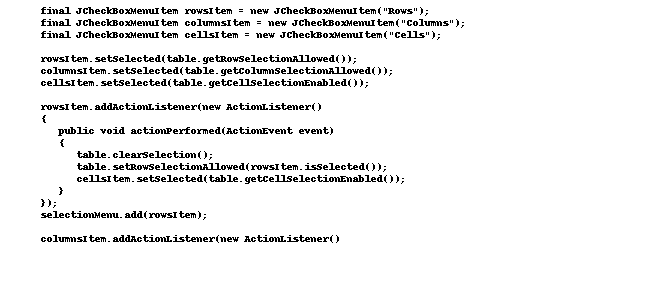 final JCheckBoxMenuItem rowsItem = new JCheckBoxMenuItem("Rows");
final JCheckBoxMenuItem columnsItem = new JCheckBoxMenuItem("Columns");
final JCheckBoxMenuItem cellsItem = new JCheckBoxMenuItem("Cells");

rowsItem.setSelected(table.getRowSelectionAllowed());
columnsItem.setSelected(table.getColumnSelectionAllowed());
cellsItem.setSelected(table.getCellSelectionEnabled());

rowsItem.addActionListener(new ActionListener()
{
   public void actionPerformed(ActionEvent event)
   {
      table.clearSelection();
      table.setRowSelectionAllowed(rowsItem.isSelected());
      cellsItem.setSelected(table.getCellSelectionEnabled());
   }
});
selectionMenu.add(rowsItem);

columnsItem.addActionListener(new ActionListener()